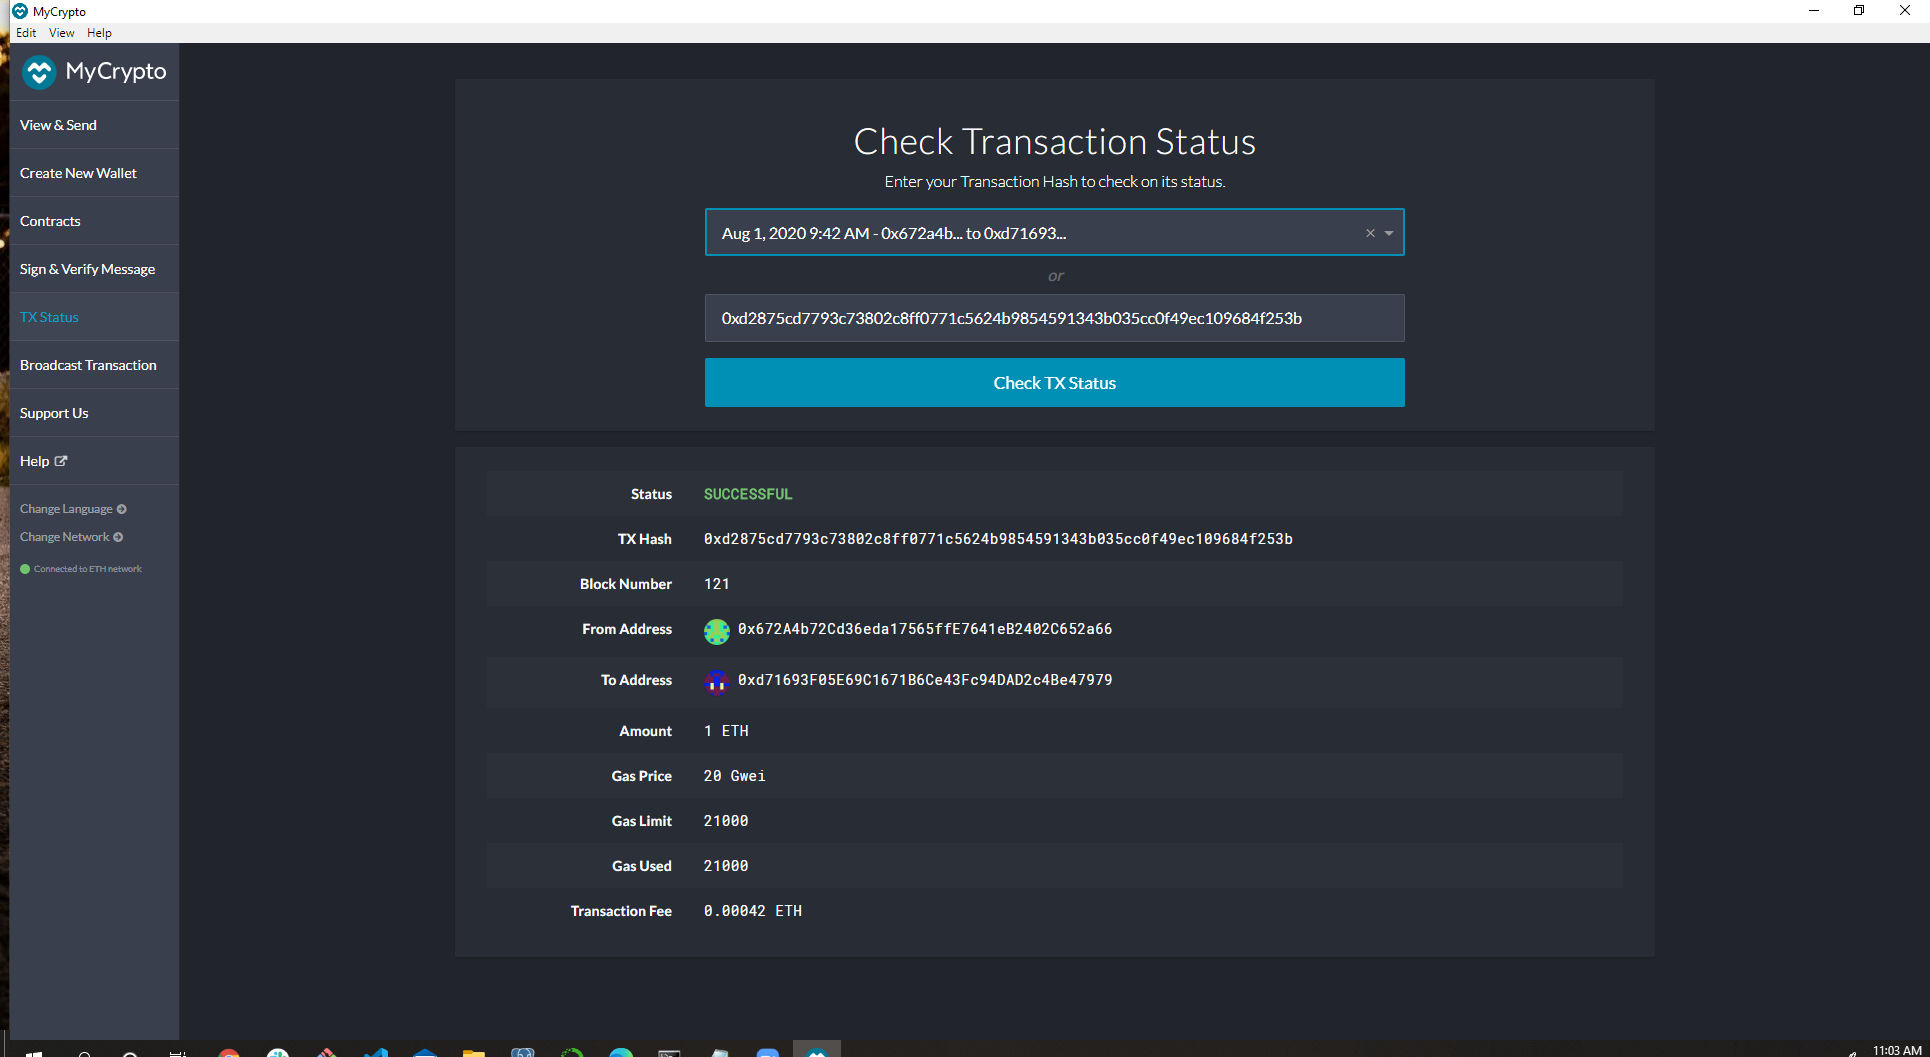 MyCrypto
Edit View Help
MyCrypto
View & Send
Create New Wallet
Contracts
Sign & Verify Message
TX Status
Broadcast Transaction
Support Us
Help
Change Language
Change Network
Connected to ETH network
Check Transaction Status
Enter your Transaction Hash to check on its status.
Aug 1, 2020 9:42 AM - 0x672a4b... to 0xd71693...
or
0xd2875cd7793c73802c8ff0771c5624b9854591343b035cc0f49ec109684f253b
Check TX Status
Status SUCCESSFUL
TX Hash 0xd2875cd7793c73802c8ff0771c5624b9854591343b035cc0f49ec109684f253b
Block Number 121
From Address 0x672A4b72Cd36eda17565ffE7641eB2402C652a66
To Address 0xd71693F05E69C1671B6Ce43Fc94DAD2c4Be47979
Amount 1 ETH
Gas Price 20 Gwei
Gas Limit 21000
Gas Used 21000
Transaction Fee 0.00042 ETH
11:03 AM